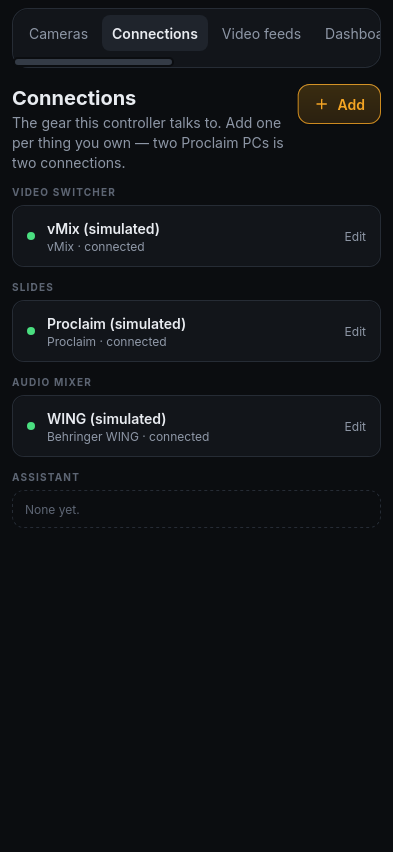 Cameras
Connections
Video feeds
Dashboa
Connections
Add
The gear this controller talks to. Add one
per thing you own — two Proclaim PCs is
two connections.
VIDEO SWITCHER
vMix (simulated)
vMix · connected
Edit
SLIDES
Proclaim (simulated)
Proclaim · connected
Edit
AUDIO MIXER
WING (simulated)
Behringer WING · connected
Edit
ASSISTANT
None yet.